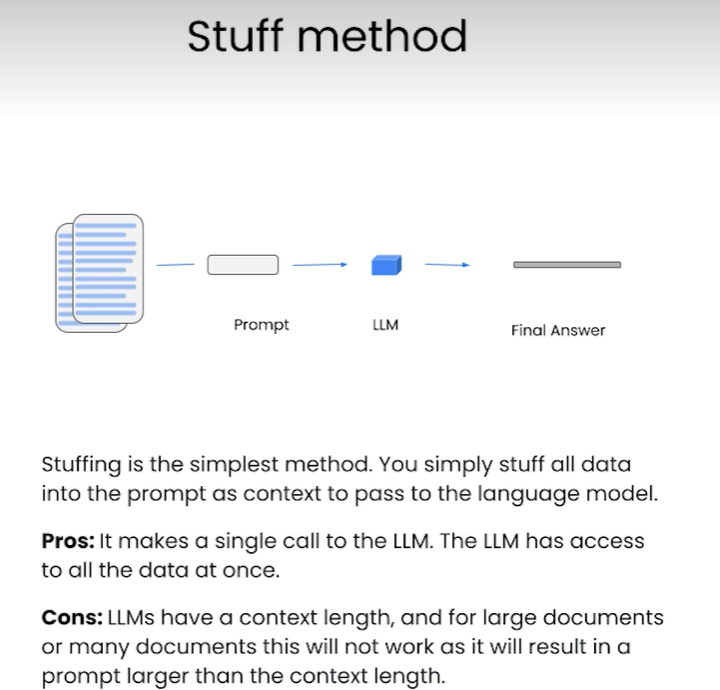 Stuff method
Prompt
LLM
Final Answer
Stuffing is the simplest method. You simply stuff all data
into the prompt as context to pass to the language model.
Pros: It makes a single call to the LLM. The LLM has access
to all the data at once.
Cons: LLMs have a context length, and for large documents
or many documents this will not work as it will result in a
prompt larger than the context length.